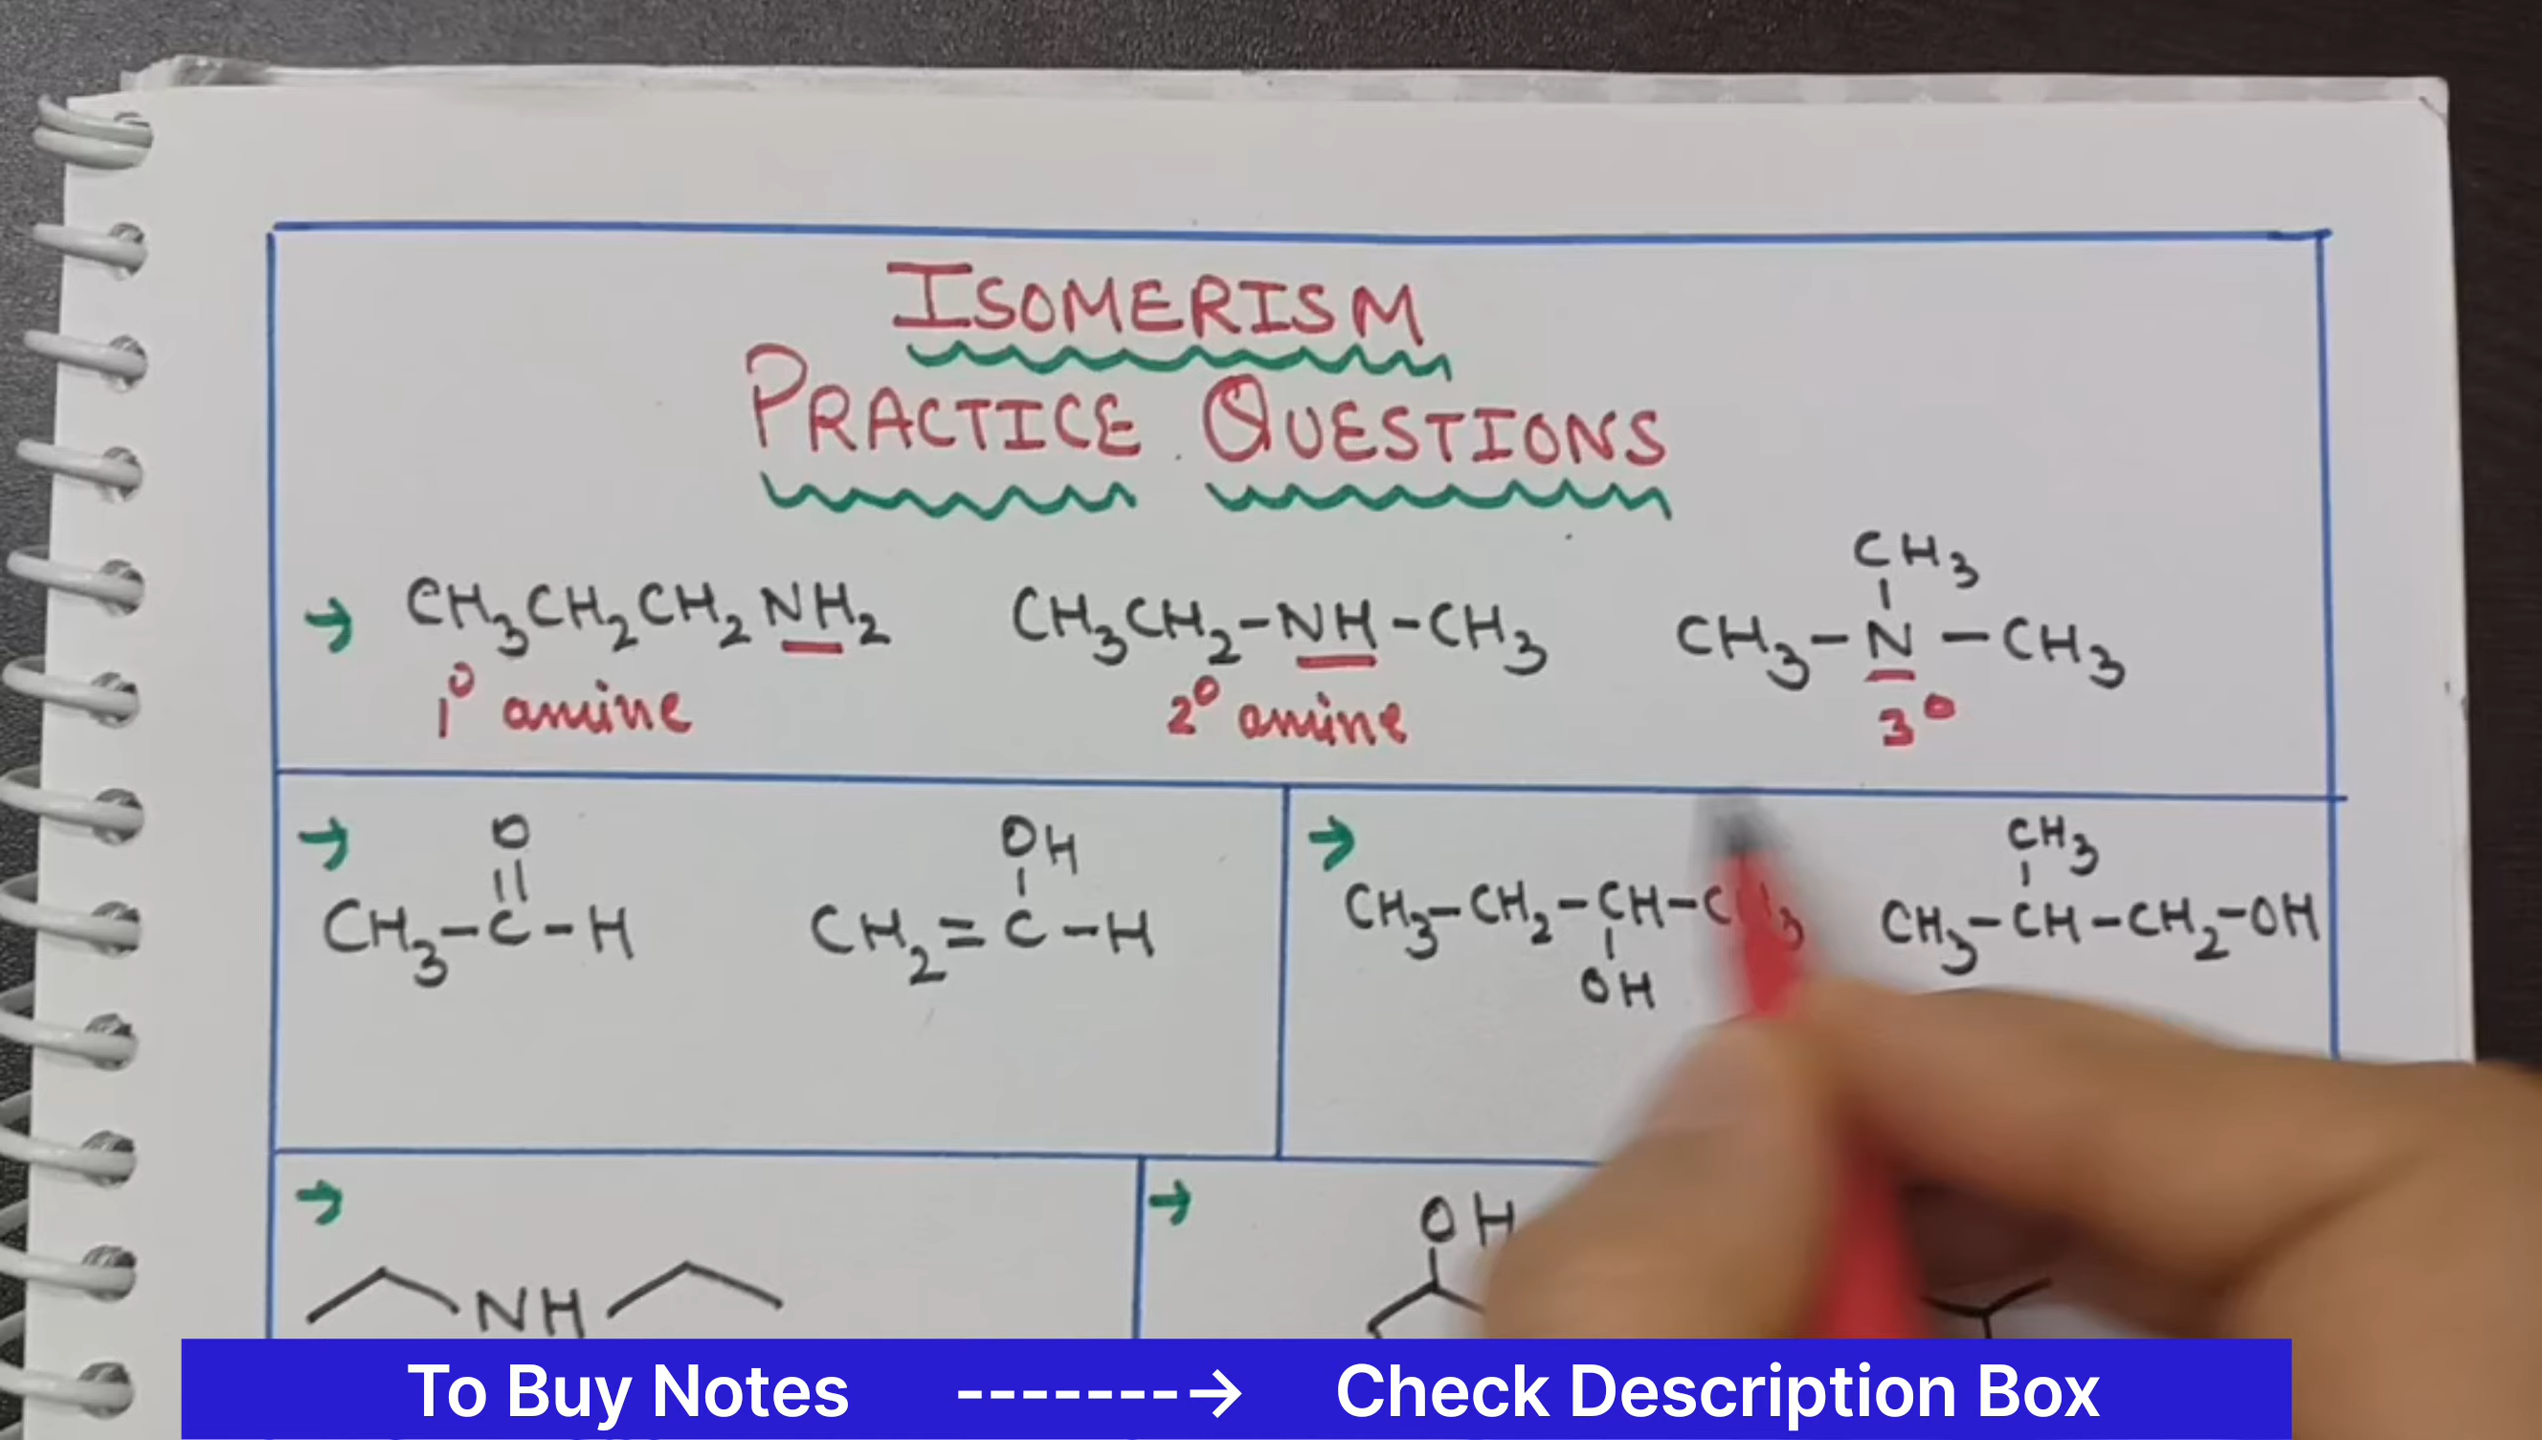 ISOMERISM
PRACTICE QUESTIONS
→ CH₃CH₂CH₂NH₂ CH₃CH₂-NH-CH₃ CH₃-N(CH₃)-CH₃
1° amine 2° amine 3°
→ CH₃-C(=O)-H CH₂=C(OH)-H
→ CH₃-CH₂-CH(OH)-C 3 CH₃-CH(CH₃)-CH₂-OH
→ NH
→ OH
To Buy Notes -------→ Check Description Box